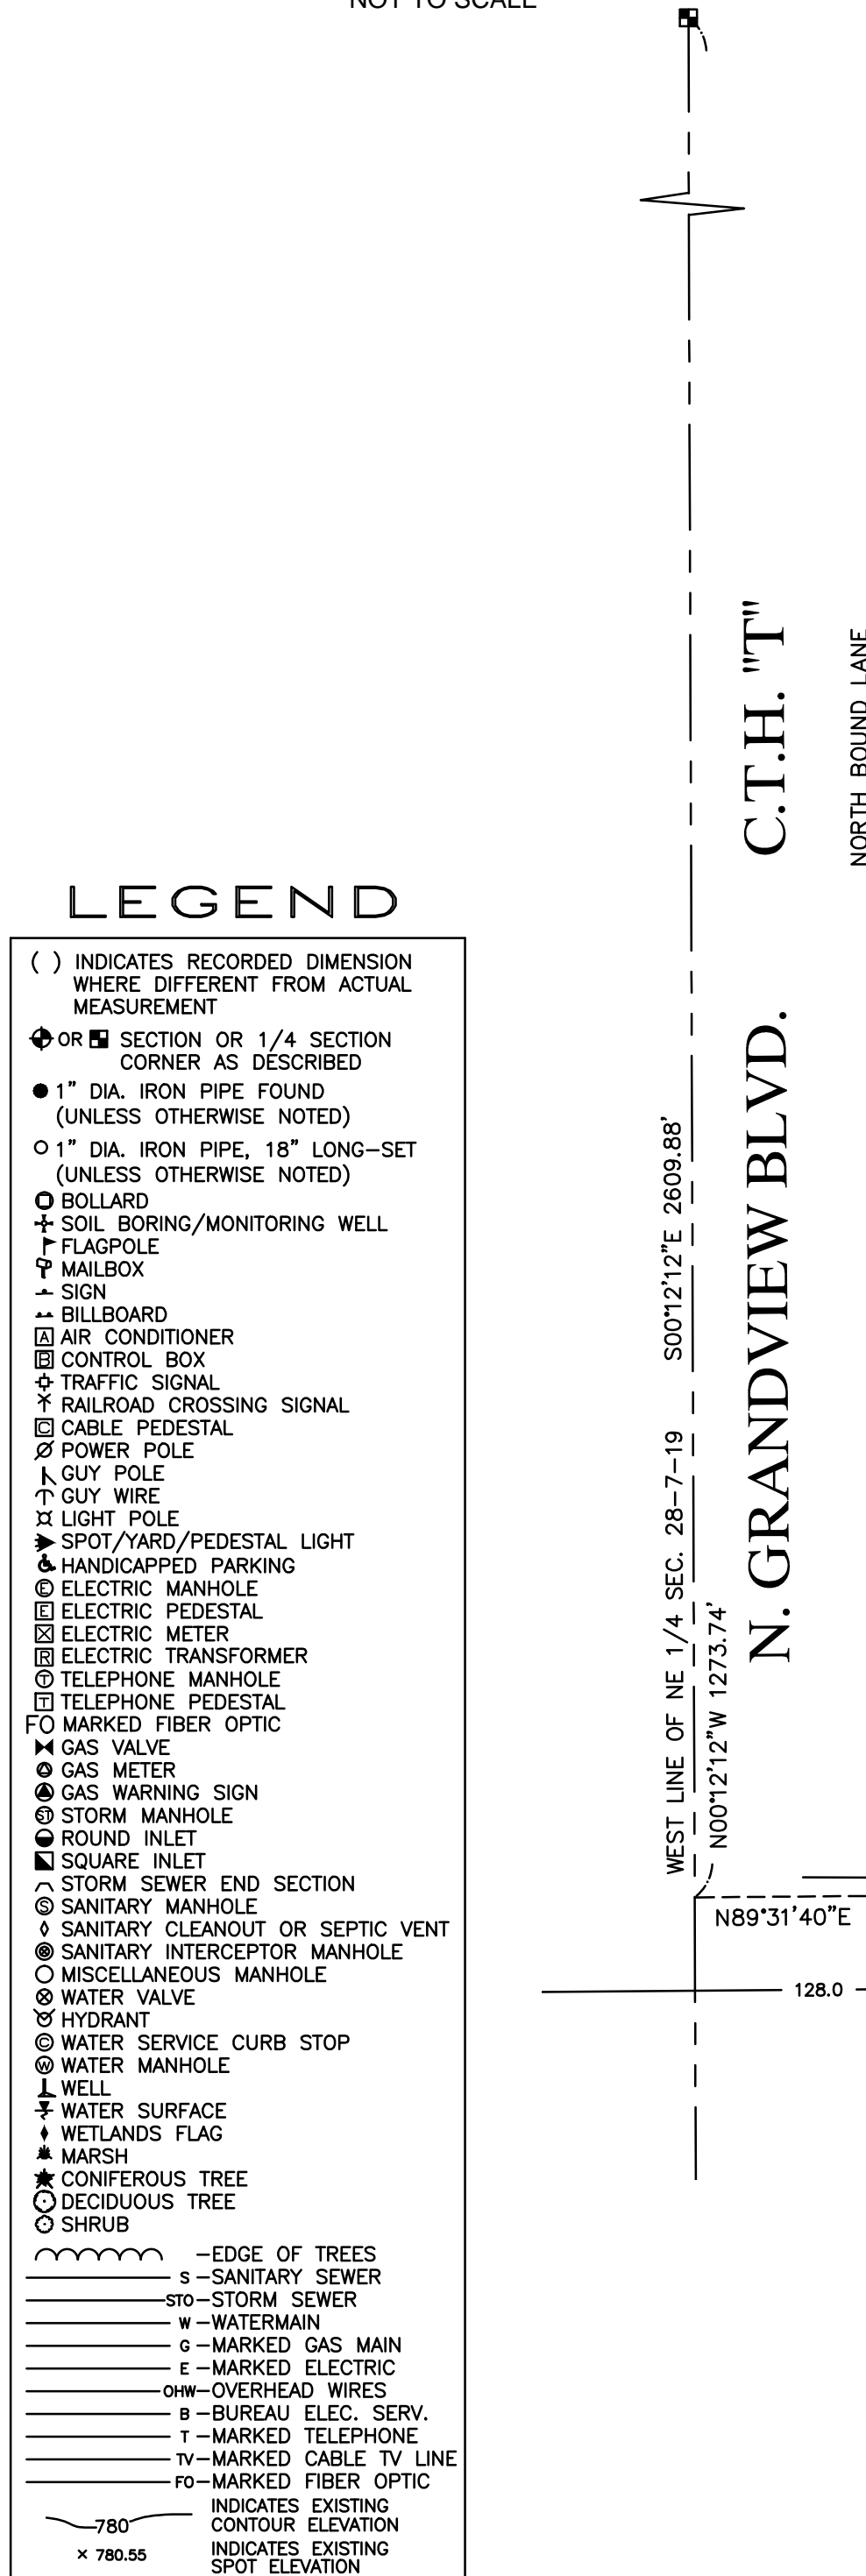 NOT TO SCALE
C.T.H. "T"
NORTH BOUND LANE
N. GRANDVIEW BLVD.
WEST LINE OF NE 1/4 SEC. 28-7-19 S00°12'12"E 2609.88'
N00°12'12"W 1273.74'
N89°31'40"E
128.0
LEGEND
( ) INDICATES RECORDED DIMENSION
WHERE DIFFERENT FROM ACTUAL
MEASUREMENT
OR SECTION OR 1/4 SECTION
CORNER AS DESCRIBED
1" DIA. IRON PIPE FOUND
(UNLESS OTHERWISE NOTED)
1" DIA. IRON PIPE, 18" LONG-SET
(UNLESS OTHERWISE NOTED)
BOLLARD
SOIL BORING/MONITORING WELL
FLAGPOLE
MAILBOX
SIGN
BILLBOARD
A AIR CONDITIONER
B CONTROL BOX
TRAFFIC SIGNAL
RAILROAD CROSSING SIGNAL
C CABLE PEDESTAL
POWER POLE
GUY POLE
GUY WIRE
LIGHT POLE
SPOT/YARD/PEDESTAL LIGHT
HANDICAPPED PARKING
E ELECTRIC MANHOLE
E ELECTRIC PEDESTAL
ELECTRIC METER
R ELECTRIC TRANSFORMER
T TELEPHONE MANHOLE
T TELEPHONE PEDESTAL
FO MARKED FIBER OPTIC
GAS VALVE
GAS METER
GAS WARNING SIGN
ST STORM MANHOLE
ROUND INLET
SQUARE INLET
STORM SEWER END SECTION
S SANITARY MANHOLE
SANITARY CLEANOUT OR SEPTIC VENT
SANITARY INTERCEPTOR MANHOLE
MISCELLANEOUS MANHOLE
WATER VALVE
HYDRANT
C WATER SERVICE CURB STOP
W WATER MANHOLE
WELL
WATER SURFACE
WETLANDS FLAG
MARSH
CONIFEROUS TREE
DECIDUOUS TREE
SHRUB
-EDGE OF TREES
S -SANITARY SEWER
STO-STORM SEWER
W -WATERMAIN
G -MARKED GAS MAIN
E -MARKED ELECTRIC
OHW-OVERHEAD WIRES
B -BUREAU ELEC. SERV.
T -MARKED TELEPHONE
TV-MARKED CABLE TV LINE
FO-MARKED FIBER OPTIC
780 INDICATES EXISTING
CONTOUR ELEVATION
× 780.55 INDICATES EXISTING
SPOT ELEVATION